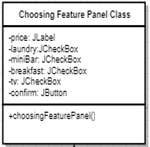 Choosing Feature Panel Class
-price: JLabel
-laundry:JCheckBox
-miniBar: JCheckBox
-breakfast: JCheckBox
-tv: JCheckBox
-confirm: JButton
+choosingFeaturePanel()